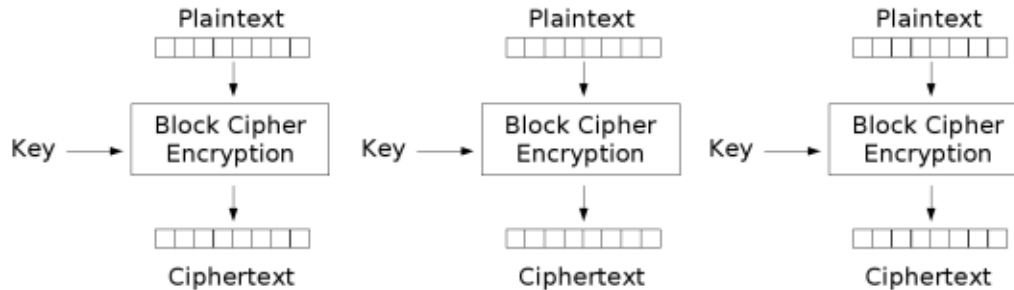 Plaintext Plaintext Plaintext
Block Cipher Encryption
Key
Block Cipher Encryption
Key
Block Cipher Encryption
Key
Ciphertext Ciphertext Ciphertext